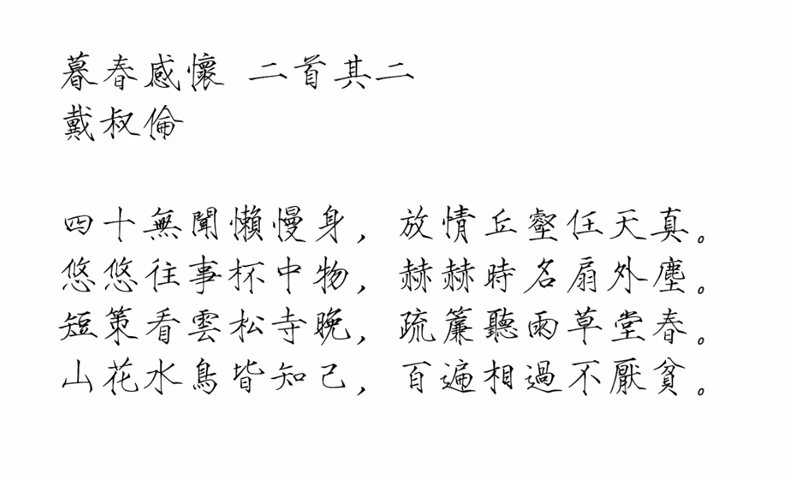 暮春感懷 二首其二
戴叔倫
四十無聞懶慢身，放情丘壑任天真。
悠悠往事杯中物，赫赫時名扇外塵。
短策看雲松寺晚，疏簾聽雨草堂春。
山花水鳥皆知己，百遍相過不厭貧。